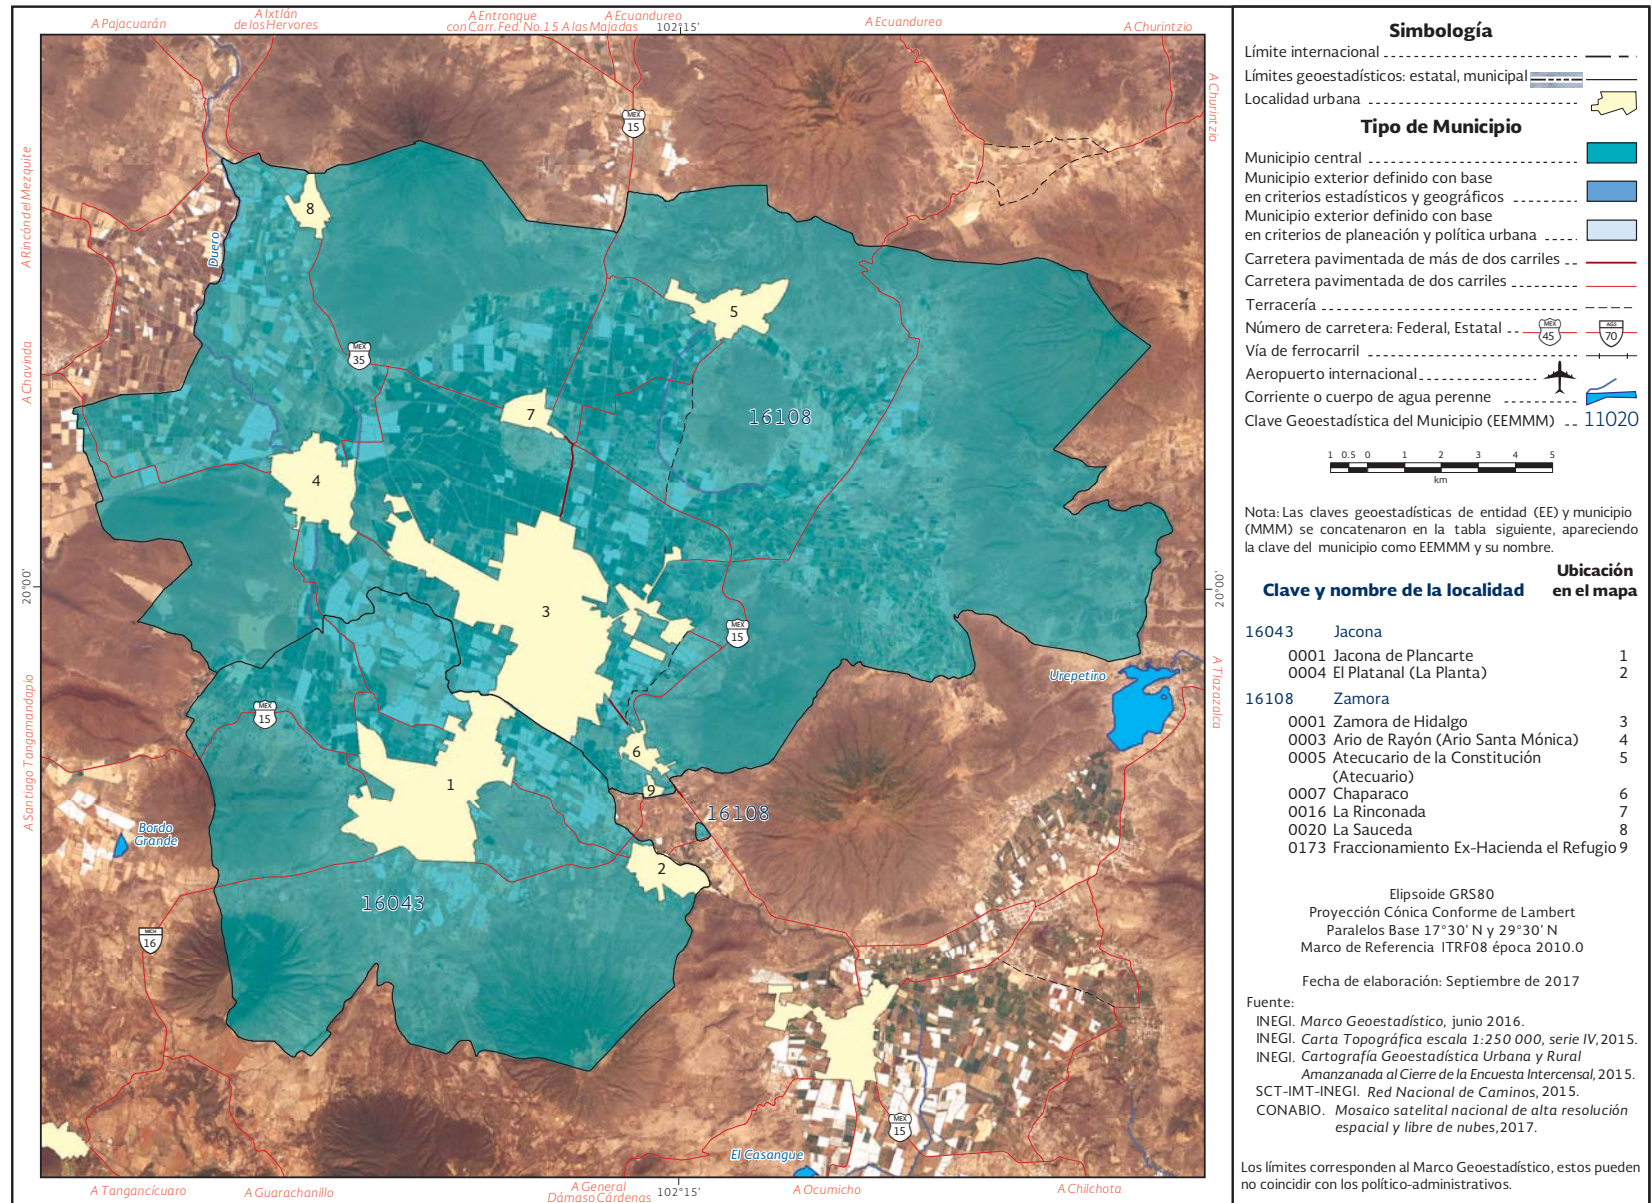 A Pajacuarán
A Ixtlán
de los Hervores
A Entronque
con Carr. Fed. No.15
A Ecuandureo
A las Majadas
102°15'
A Ecuandureo
A Churintzio
A Churintzio
A Rincón del Mezquite
A Chavinda
20°00'
20°00'
A Santiago Tangamandapio
A Tlazazalca
MEX
15
8
Duero
5
MEX
35
7
16108
4
3
MEX
15
Urepetiro
MEX
15
6
1
9
16108
Bordo
Grande
2
16043
MICH
16
MEX
15
El Casangue
A Tangancícuaro
A Guarachanillo
A General
Dámaso Cárdenas
102°15'
A Ocumicho
A Chilchota
Simbología
Límite internacional
Límites geoestadísticos: estatal, municipal
Localidad urbana
Tipo de Municipio
Municipio central
Municipio exterior definido con base
en criterios estadísticos y geográficos
Municipio exterior definido con base
en criterios de planeación y política urbana
Carretera pavimentada de más de dos carriles
Carretera pavimentada de dos carriles
Terracería
Número de carretera: Federal, Estatal MEX 45 AGS 70
Vía de ferrocarril
Aeropuerto internacional
Corriente o cuerpo de agua perenne
Clave Geoestadística del Municipio (EEMMM) 11020
1 0.5 0 1 2 3 4 5
km
Nota: Las claves geoestadísticas de entidad (EE) y municipio
(MMM) se concatenaron en la tabla siguiente, apareciendo
la clave del municipio como EEMMM y su nombre.
Clave y nombre de la localidad Ubicación
en el mapa
16043 Jacona
0001 Jacona de Plancarte 1
0004 El Platanal (La Planta) 2
16108 Zamora
0001 Zamora de Hidalgo 3
0003 Ario de Rayón (Ario Santa Mónica) 4
0005 Atecucario de la Constitución 5
(Atecuario)
0007 Chaparaco 6
0016 La Rinconada 7
0020 La Sauceda 8
0173 Fraccionamiento Ex-Hacienda el Refugio 9
Elipsoide GRS80
Proyección Cónica Conforme de Lambert
Paralelos Base 17°30' N y 29°30' N
Marco de Referencia ITRF08 época 2010.0
Fecha de elaboración: Septiembre de 2017
Fuente:
INEGI. Marco Geoestadístico, junio 2016.
INEGI. Carta Topográfica escala 1:250 000, serie IV, 2015.
INEGI. Cartografía Geoestadística Urbana y Rural
Amanzanada al Cierre de la Encuesta Intercensal, 2015.
SCT-IMT-INEGI. Red Nacional de Caminos, 2015.
CONABIO. Mosaico satelital nacional de alta resolución
espacial y libre de nubes, 2017.
Los límites corresponden al Marco Geoestadístico, estos pueden
no coincidir con los político-administrativos.